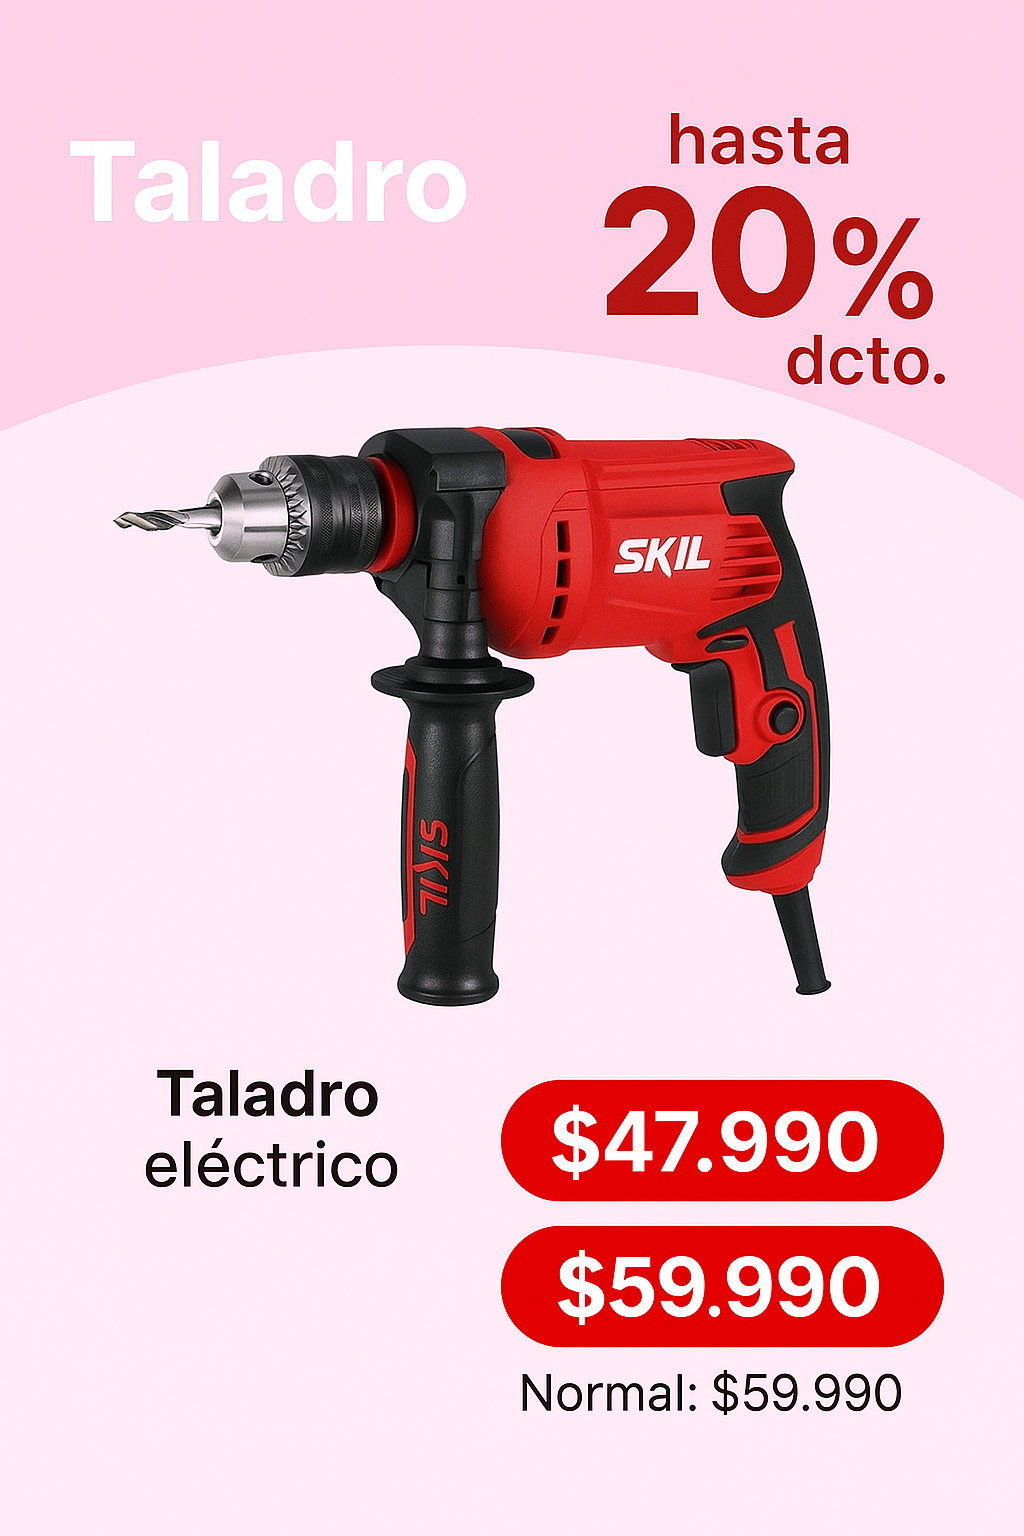 Taladro
hasta
20%
dcto.
SKIL
SKIL
Taladro
eléctrico
$47.990
$59.990
Normal: $59.990